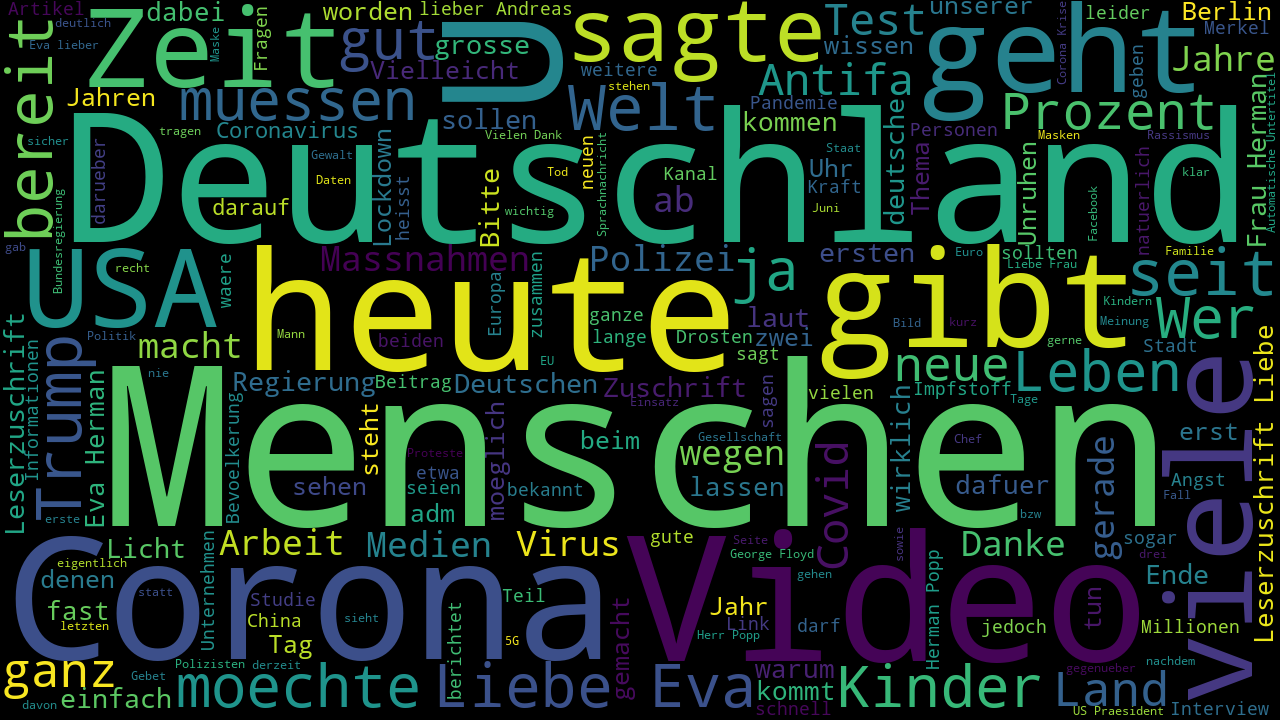 Artikel
deutlich
Eva lieber
bereit
Zeit
dabei
Maske
Fragen
worden
lieber Andreas
gut
grosse
Vielleicht
U
sagte
weitere
stehen
Test
wissen
unserer
Antifa
geht
Corona Krise
leider
geben
Berlin
Merkel
Jahre
Jahren
muessen
sollen
Welt
Pandemie
kommen
Prozent
sicher
tragen
Coronavirus
Vielen Dank
Personen
Masken
Rassismus
Frau Herman
Automatische Untertitel
darueber
Deutschland
Gewalt
Daten
Lockdown
heisst
Bitte
wichtig
Tod
neuen
Sprachnachricht
Kanal
ab
Uhr
Kraft
Staat
Juni
deutsche
Thema
Unruhen
Facebook
natuerlich
klar
darauf
Bundesregierung
gab
recht
USA
waere
Massnahmen
heute
Europa
zusammen
Polizei
ja
ersten
gibt
Euro
sollten
Liebe Frau
Familie
seit
Kindern
Meinung
Wer
Politik
macht
Mann
beiden
ganze
lange
Drosten
laut
zwei
sagt
Bild
kurz
gerne
Stadt
EU
neue
Leben
Leserzuschrift
Informationen
Trump
nie
Regierung
Beitrag
Deutschen
Zuschrift
Einsatz
sagen
vielen
Impfstoff
Tage
viele
Leserzuschrift Liebe
Eva Herman
Menschen
Bevoelkerung
steht
Proteste
moeglich
beim
Gesellschaft
wegen
wirklich
Chef
erst
sehen
etwa
seien
bekannt
lassen
covid
dafuer
gerade
Angst
Fall
erste
adm
bzw
Licht
Arbeit
Medien
Virus
gute
Seite
George Floyd
sowie
Danke
sogar
drei
eigentlich
denen
Unternehmen
Corona
Video
gehen
Ende
fast
statt
Studie
China
sieht
Teil
Jahr
Link
Herr Popp
Herman Popp
darf
tun
jedoch
Millionen
letzten
Tag
5G
berichtet
gemacht
ganz
Polizisten
derzeit
warum
gegenueber
nachdem
Gebet
davon
einfach
moechte
Liebe
Eva
kommt
schnell
Kinder
Land
US Praesident
Interview